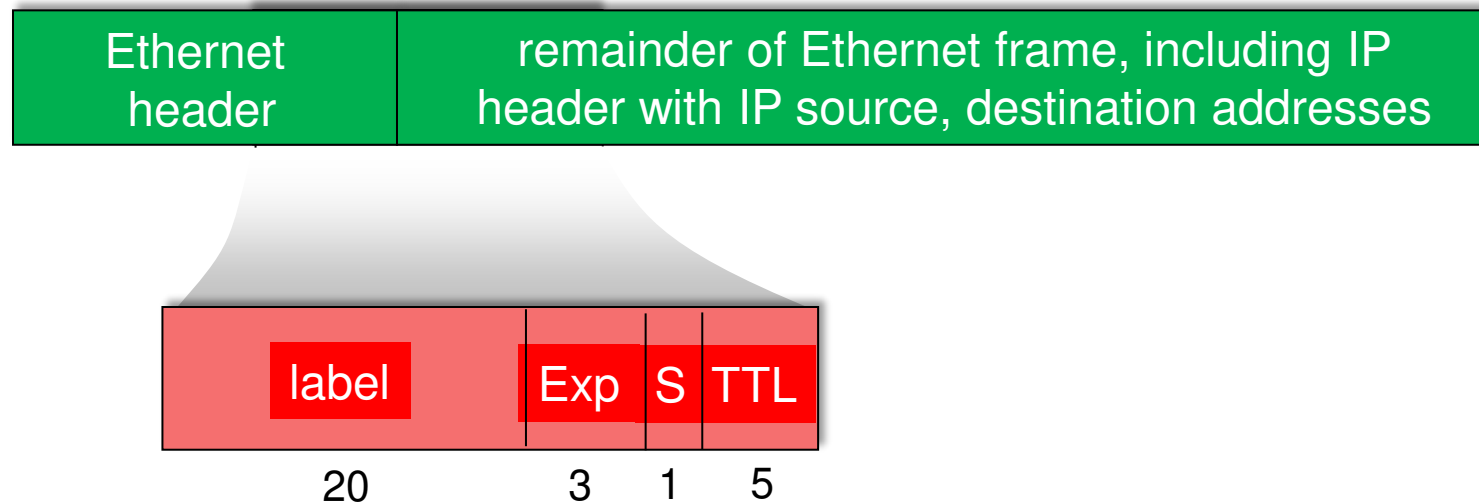 Ethernet
header
remainder of Ethernet frame, including IP
header with IP source, destination addresses
label Exp S TTL
20 3 1 5